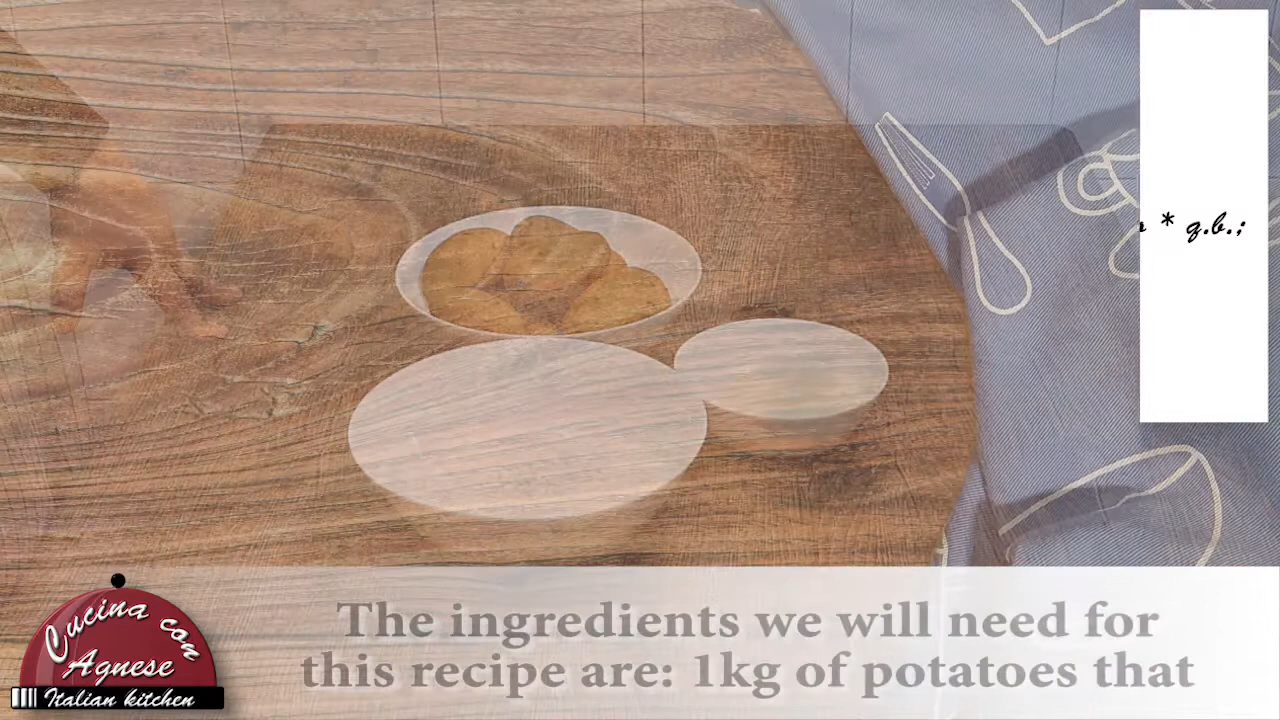 * q.b.;
The ingredients we will need for
this recipe are: 1kg of potatoes that
Cucina con
Agnese
Italian kitchen